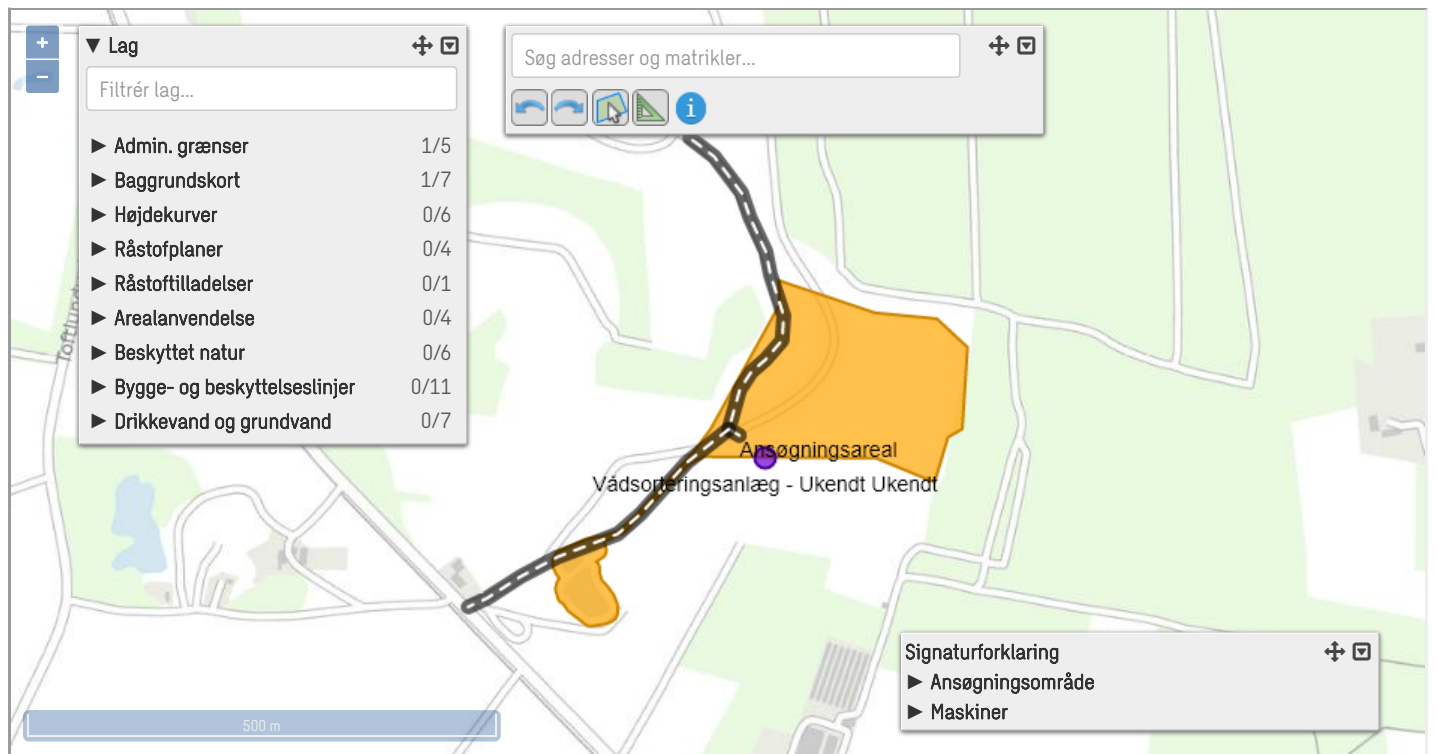 +
−
▼ Lag
Filtrér lag...
► Admin. grænser 1/5
► Baggrundskort 1/7
► Højdekurver 0/6
► Råstofplaner 0/4
► Råstoftilladelser 0/1
► Arealanvendelse 0/4
► Beskyttet natur 0/6
► Bygge- og beskyttelseslinjer 0/11
► Drikkevand og grundvand 0/7
Søg adresser og matrikler...
i
Ansøgningsareal
Vådsorteringsanlæg - Ukendt Ukendt
Signaturforklaring
► Ansøgningsområde
► Maskiner
500 m